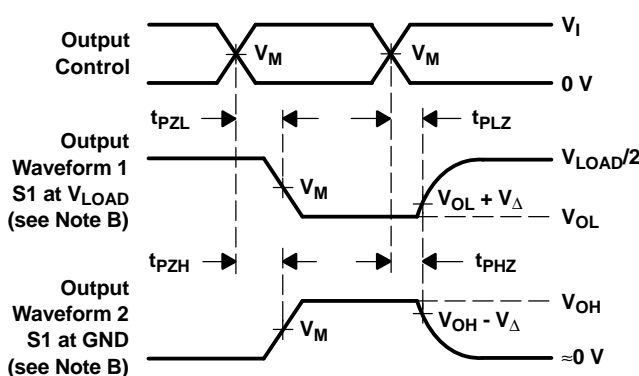 Output
Control
V_M
V_M
V_I
0 V
t_PZL
t_PLZ
Output
Waveform 1
S1 at V_LOAD
(see Note B)
V_M
V_OL + V_Δ
V_LOAD/2
V_OL
t_PZH
t_PHZ
Output
Waveform 2
S1 at GND
(see Note B)
V_M
V_OH - V_Δ
V_OH
≈0 V